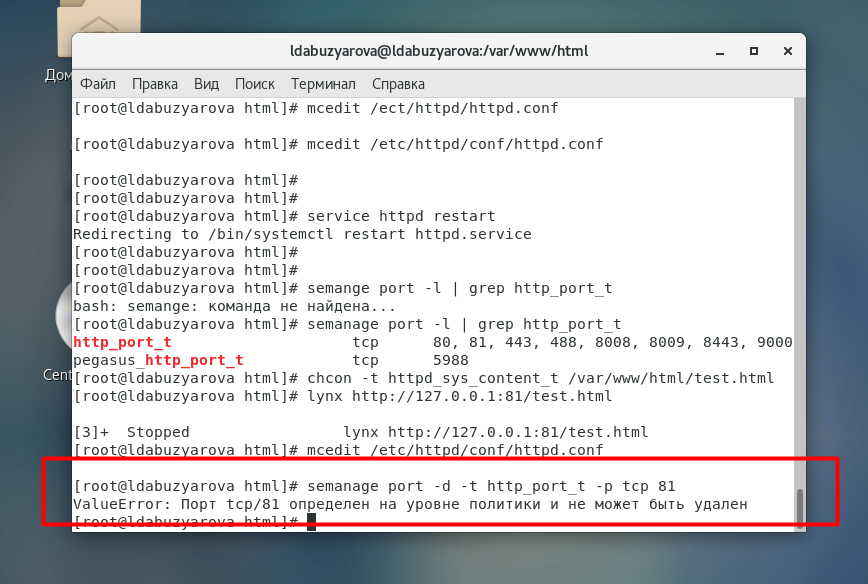 Дом
ldabuzyarova@ldabuzyarova:/var/www/html
Файл Правка Вид Поиск Терминал Справка
[root@ldabuzyarova html]# mcedit /ect/httpd/httpd.conf
[root@ldabuzyarova html]# mcedit /etc/httpd/conf/httpd.conf
[root@ldabuzyarova html]#
[root@ldabuzyarova html]#
[root@ldabuzyarova html]# service httpd restart
Redirecting to /bin/systemctl restart httpd.service
[root@ldabuzyarova html]#
[root@ldabuzyarova html]#
[root@ldabuzyarova html]# semange port -l | grep http_port_t
bash: semange: команда не найдена...
[root@ldabuzyarova html]# semanage port -l | grep http_port_t
http_port_t tcp 80, 81, 443, 488, 8008, 8009, 8443, 9000
pegasus_http_port_t tcp 5988
[root@ldabuzyarova html]# chcon -t httpd_sys_content_t /var/www/html/test.html
[root@ldabuzyarova html]# lynx http://127.0.0.1:81/test.html
Cent
[3]+ Stopped lynx http://127.0.0.1:81/test.html
[root@ldabuzyarova html]# mcedit /etc/httpd/conf/httpd.conf
[root@ldabuzyarova html]# semanage port -d -t http_port_t -p tcp 81
ValueError: Порт tcp/81 определен на уровне политики и не может быть удален
[root@ldabuzyarova html]#